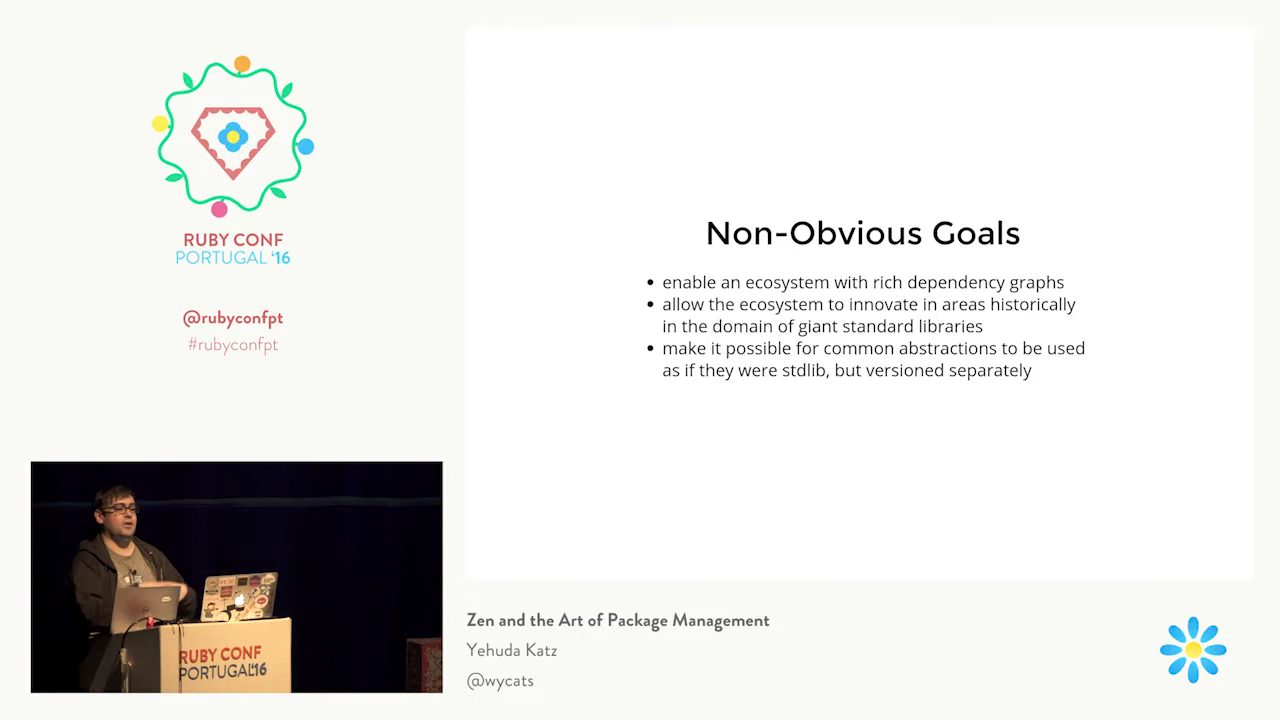 RUBY CONF
PORTUGAL ‘16
@rubyconfpt
#rubyconfpt
Non-Obvious Goals
• enable an ecosystem with rich dependency graphs
• allow the ecosystem to innovate in areas historically
in the domain of giant standard libraries
• make it possible for common abstractions to be used
as if they were stdlib, but versioned separately
RUBY CONF
PORTUGAL'16
Zen and the Art of Package Management
Yehuda Katz
@wycats